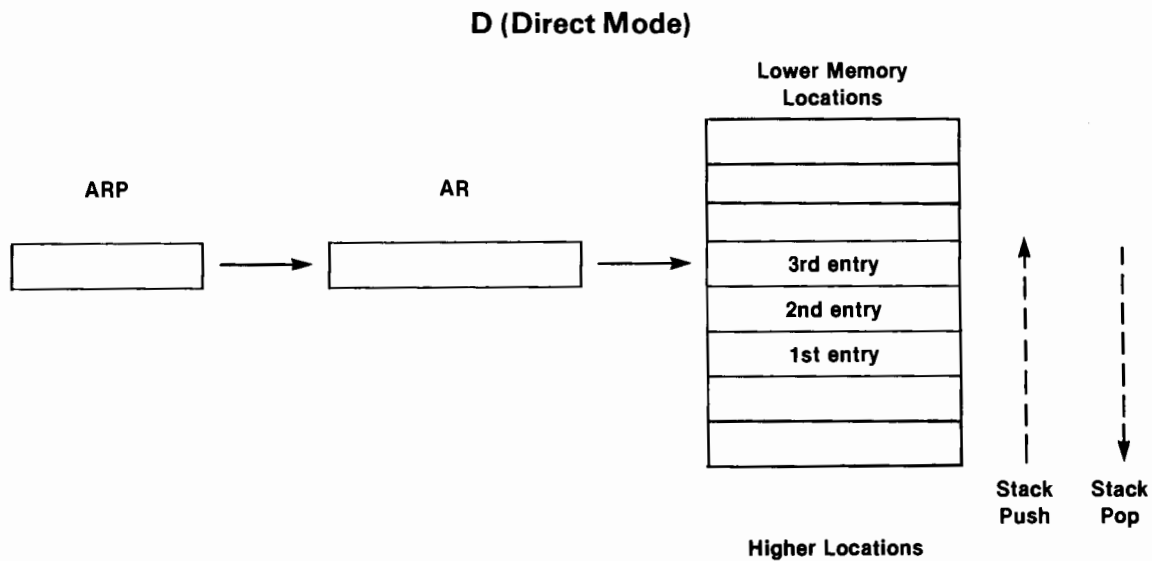 D (Direct Mode)
Lower Memory
Locations
ARP
AR
3rd entry
2nd entry
1st entry
Stack
Push
Stack
Pop
Higher Locations